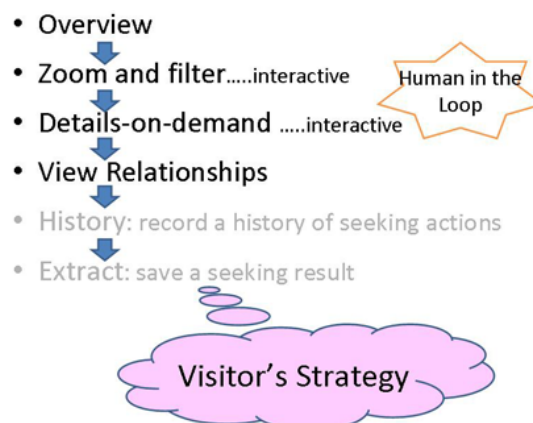 • Overview
• Zoom and filter.....interactive
Human in the
Loop
• Details-on-demand .....interactive
• View Relationships
• History: record a history of seeking actions
• Extract: save a seeking result
Visitor's Strategy